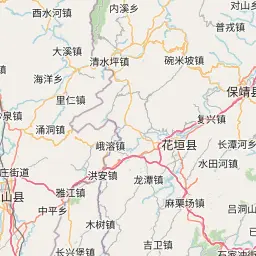 酉水河镇
内溪乡
对山乡
普戎镇
大溪镇
清水坪镇
碗米坡镇
海洋乡
保靖县
里仁镇
复兴镇
涌洞镇
峨溶镇
花垣县
长潭河乡
水田河镇
庄街道
洪安镇
龙潭镇
雅江镇
山县
中平乡
麻栗场镇
吕洞山
木树镇
吉卫镇
长兴堡镇